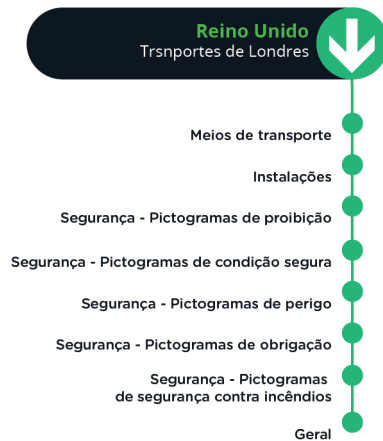 Reino Unido
Trsnportes de Londres
Meios de transporte
Instalações
Segurança - Pictogramas de proibição
Segurança - Pictogramas de condição segura
Segurança - Pictogramas de perigo
Segurança - Pictogramas de obrigação
Segurança - Pictogramas
de segurança contra incêndios
Geral